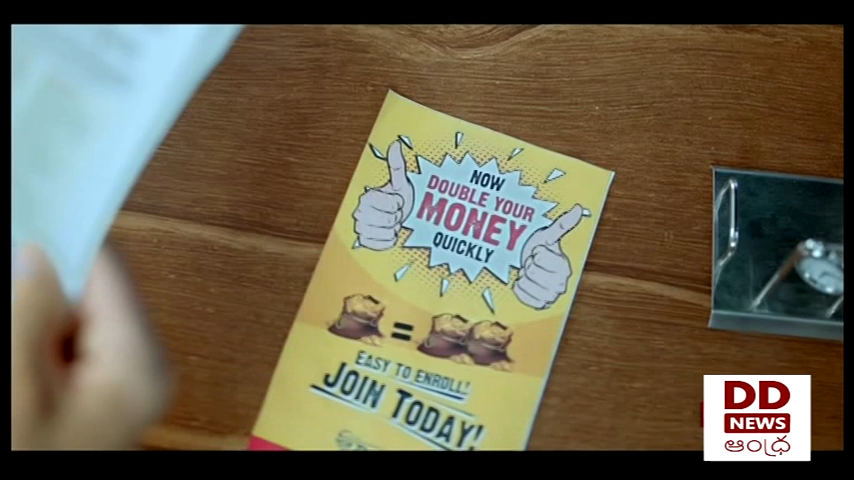 NOW
DOUBLE YOUR
MONEY
QUICKLY
=
EASY TO ENROLL!
JOIN TODAY!
DD
NEWS
ఆంధ్ర